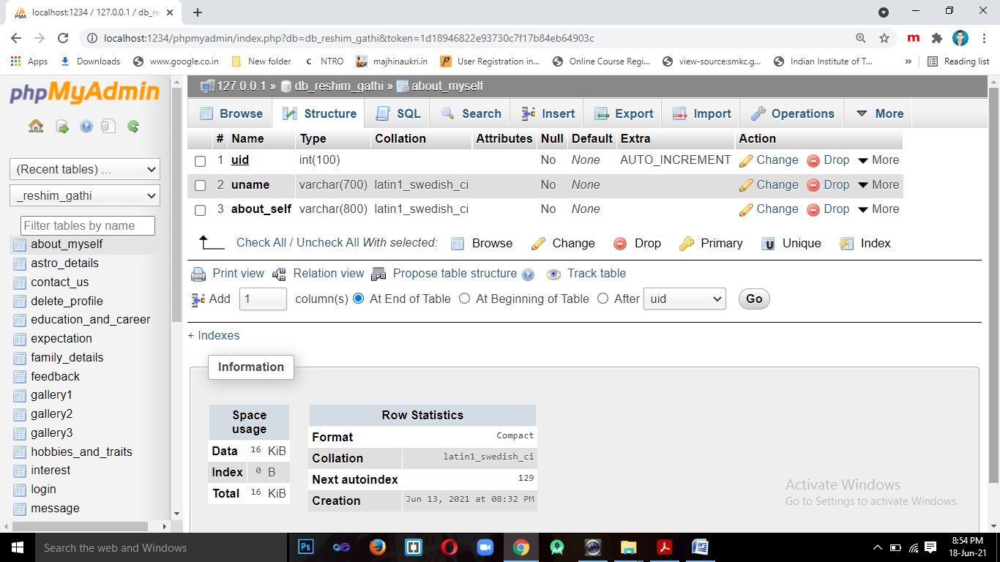 localhost:1234 / 127.0.0.1 / db_re
localhost:1234/phpmyadmin/index.php?db=db_reshim_gathi&token=1d18946822e93730c7f17b84eb64903c
Apps Downloads www.google.co.in New folder NTRO majhinaukri.in User Registration in... Online Course Regi... view-source:smkc.g... Indian Institute of T... » Reading list
phpMyAdmin
(Recent tables) ...
_reshim_gathi
Filter tables by name
about_myself
astro_details
contact_us
delete_profile
education_and_career
expectation
family_details
feedback
gallery1
gallery2
gallery3
hobbies_and_traits
interest
login
message
127.0.0.1 » db_reshim_gathi » about_myself
Browse Structure SQL Search Insert Export Import Operations More
# Name Type Collation Attributes Null Default Extra Action
1 uid int(100) No None AUTO_INCREMENT Change Drop More
2 uname varchar(700) latin1_swedish_ci No None Change Drop More
3 about_self varchar(800) latin1_swedish_ci No None Change Drop More
Check All / Uncheck All With selected: Browse Change Drop Primary Unique Index
Print view Relation view Propose table structure Track table
Add 1 column(s) At End of Table At Beginning of Table After uid Go
+ Indexes
Information
Space usage
Data 16 KiB
Index 0 B
Total 16 KiB
Row Statistics
Format Compact
Collation latin1_swedish_ci
Next autoindex 129
Creation Jun 13, 2021 at 08:32 PM
Activate Windows
Go to Settings to activate Windows.
Search the web and Windows
8:54 PM
18-Jun-21